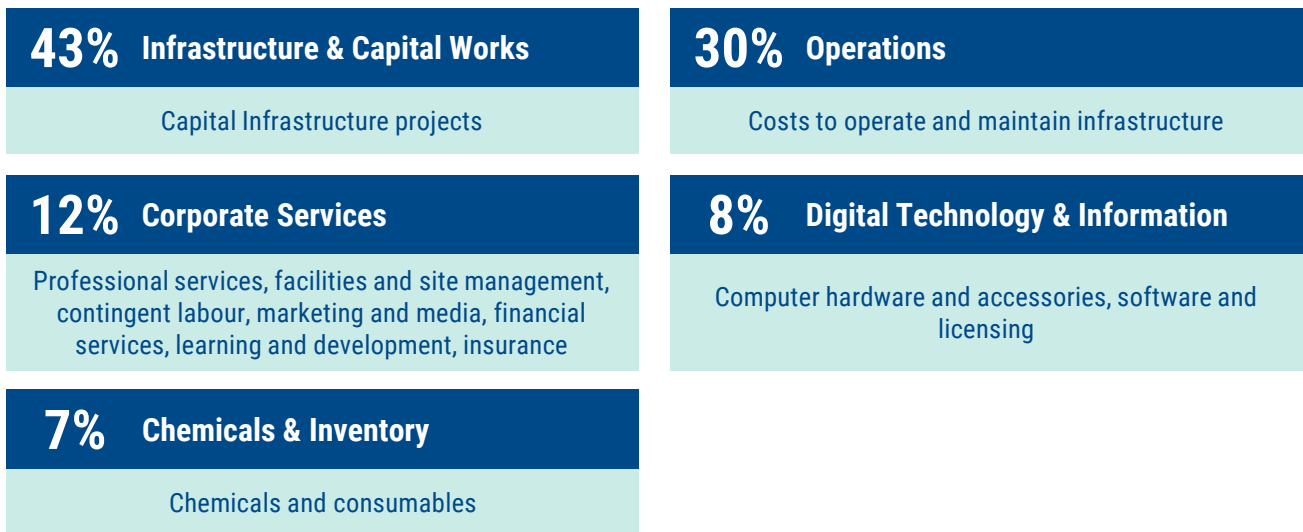 43% Infrastructure & Capital Works
Capital Infrastructure projects
30% Operations
Costs to operate and maintain infrastructure
12% Corporate Services
Professional services, facilities and site management,
contingent labour, marketing and media, financial
services, learning and development, insurance
8% Digital Technology & Information
Computer hardware and accessories, software and
licensing
7% Chemicals & Inventory
Chemicals and consumables